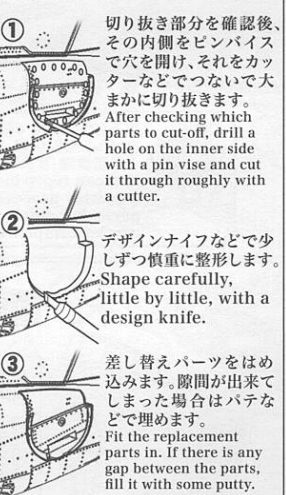 ①
切り抜き部分を確認後、
その内側をピンバイス
で穴を開け、それをカッ
ターなどでつないで大
まかに切り抜きます。
After checking which
parts to cut-off, drill a
hole on the inner side
with a pin vise and cut
it through roughly with
a cutter.
②
デザインナイフなどで少
しずつ慎重に整形します。
Shape carefully,
little by little, with a
design knife.
③
差し替えパーツをはめ
込みます。隙間が出来て
しまった場合はパテな
どで埋めます。
Fit the replacement
parts in. If there is any
gap between the parts,
fill it with some putty.